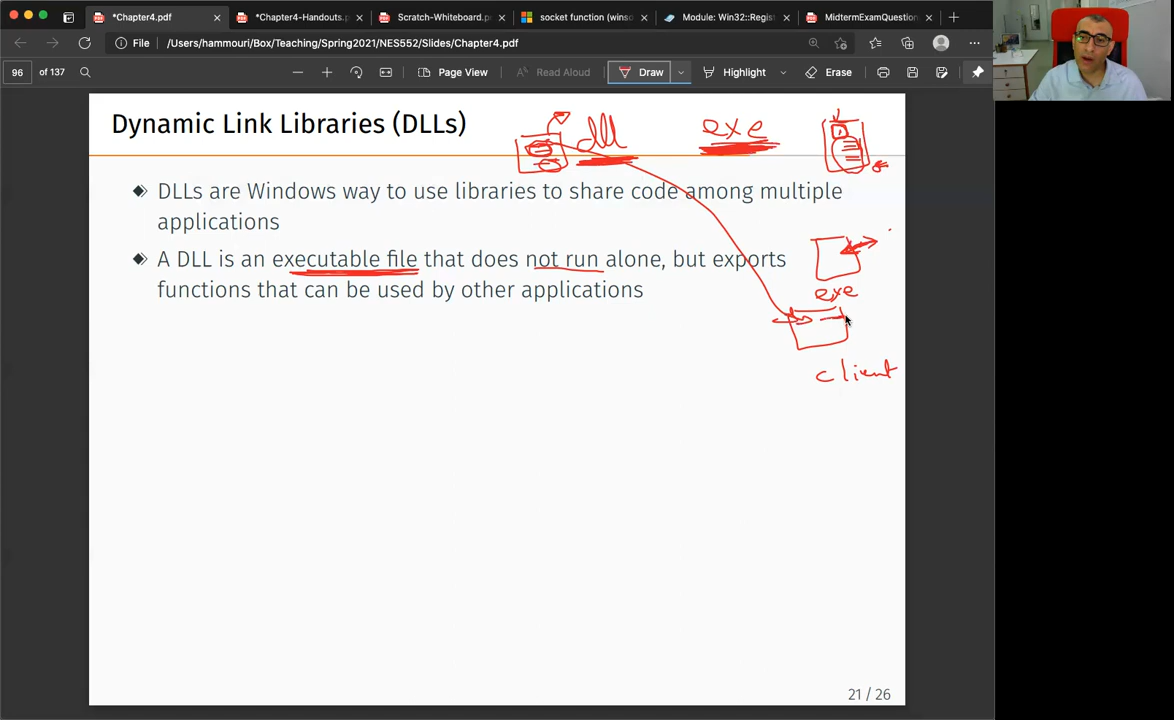 *Chapter4.pdf
*Chapter4-Handouts.p
Scratch-Whiteboard.p
socket function (winso
Module: Win32::Regist
MidtermExamQuestion
File /Users/hammouri/Box/Teaching/Spring2021/NES552/Slides/Chapter4.pdf
96 of 137 Page View Read Aloud Draw Highlight Erase
Dynamic Link Libraries (DLLs)
dll exe
DLLs are Windows way to use libraries to share code among multiple
applications
A DLL is an executable file that does not run alone, but exports
functions that can be used by other applications
exe
client
21 / 26